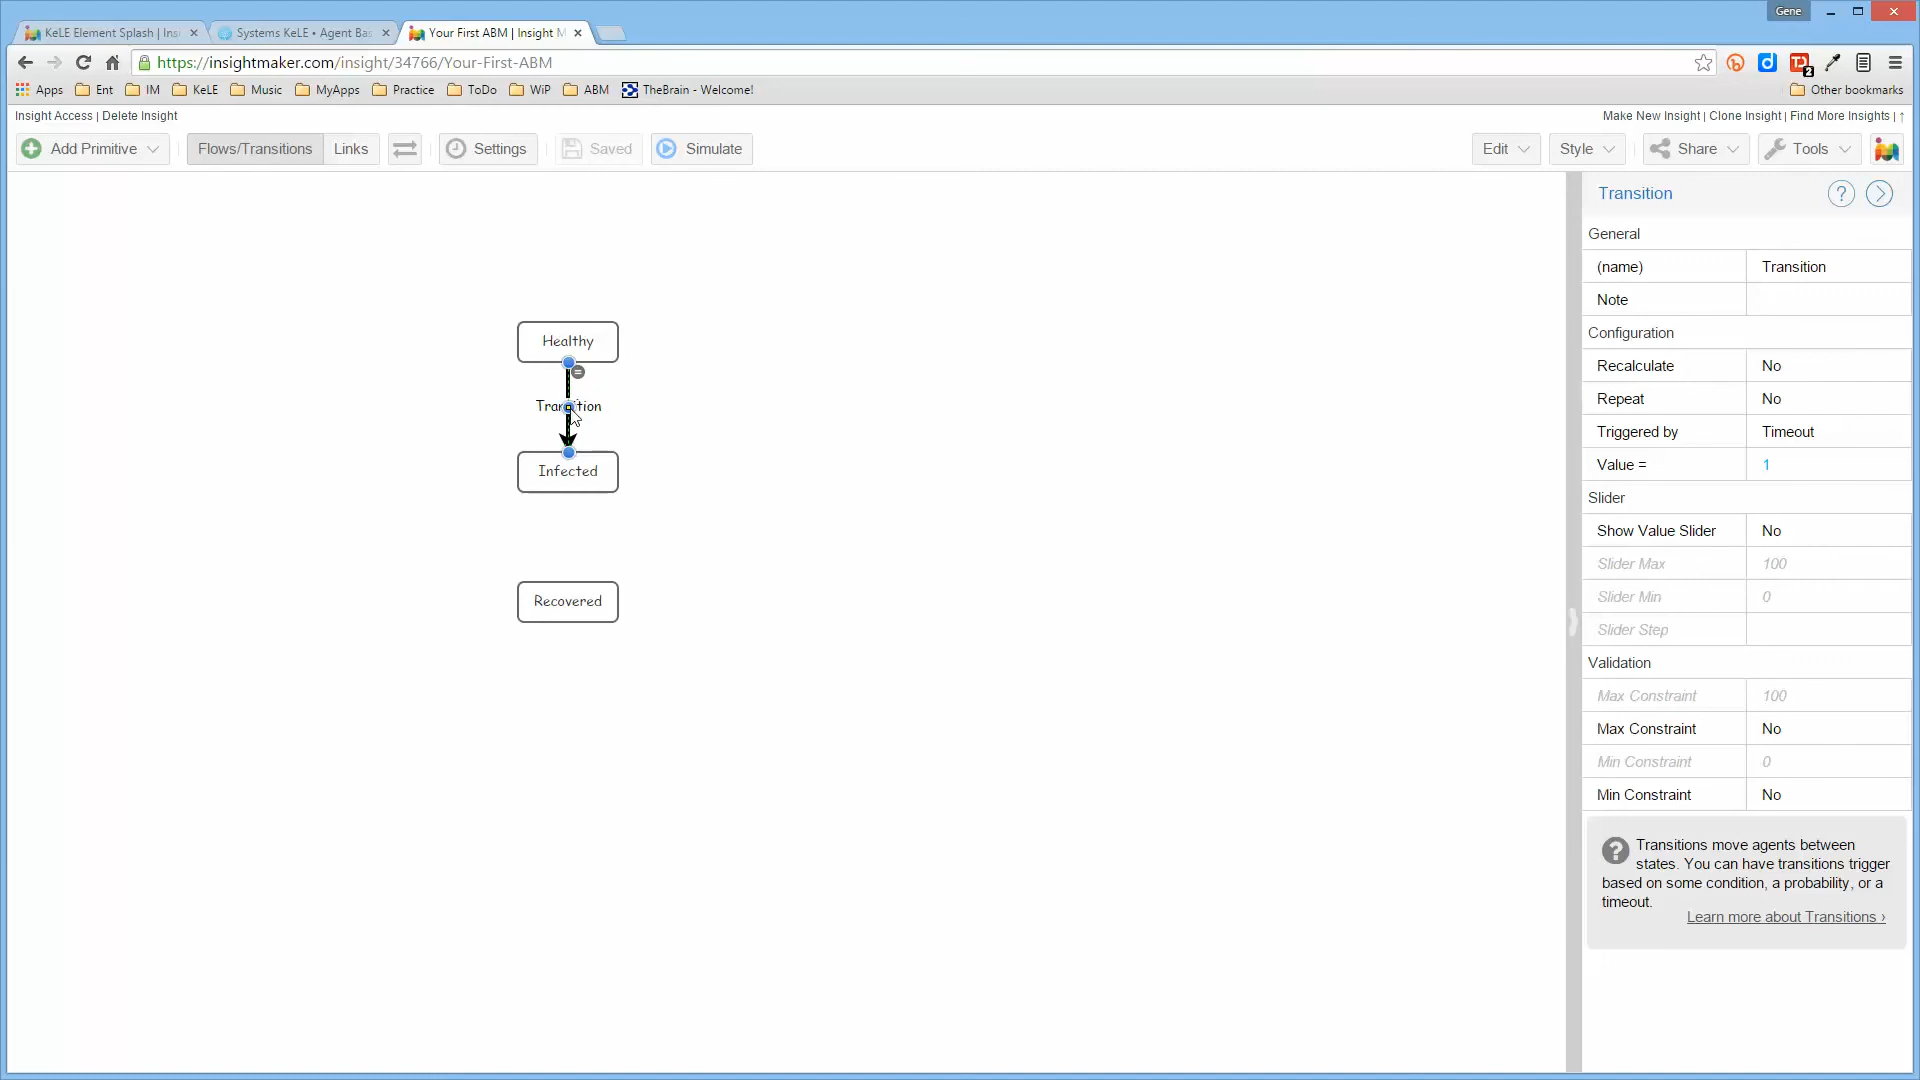 Gene
KeLE Element Splash | Ins
Systems KeLE • Agent Bas
Your First ABM | Insight M
https://insightmaker.com/insight/34766/Your-First-ABM
2
Apps Ent IM KeLE Music MyApps Practice ToDo WiP ABM TheBrain - Welcome! Other bookmarks
Insight Access | Delete Insight
Make New Insight | Clone Insight | Find More Insights | ↑
Add Primitive Flows/Transitions Links Settings Saved Simulate Edit Style Share Tools
Healthy
=
Transition
Infected
Recovered
Transition
?
General
(name) Transition
Note
Configuration
Recalculate No
Repeat No
Triggered by Timeout
Value = 1
Slider
Show Value Slider No
Slider Max 100
Slider Min 0
Slider Step
Validation
Max Constraint 100
Max Constraint No
Min Constraint 0
Min Constraint No
? Transitions move agents between
states. You can have transitions trigger
based on some condition, a probability, or a
timeout.
Learn more about Transitions ›